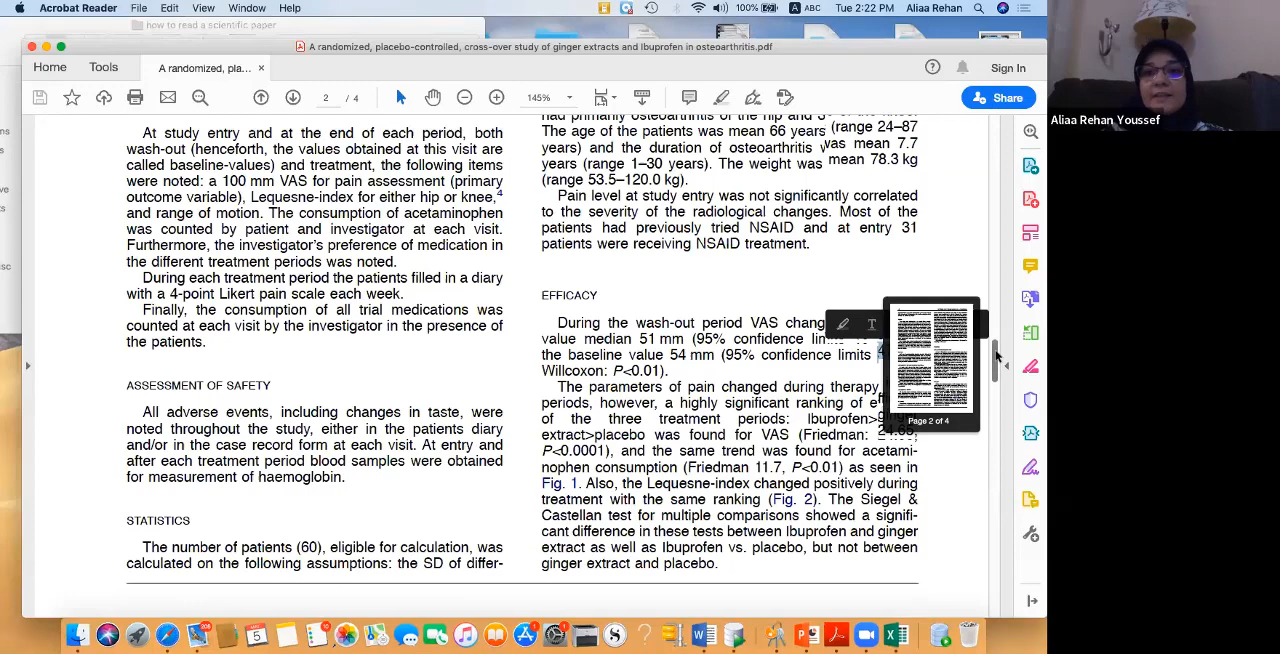 Acrobat Reader File Edit View Window Help
100% ABC Tue 2:22 PM Aliaa Rehan
how to read a scientific paper
A randomized, placebo-controlled, cross-over study of ginger extracts and Ibuprofen in osteoarthritis.pdf
Home Tools A randomized, pla... × Sign In
2 / 4 145% Share
Aliaa Rehan Youssef
At study entry and at the end of each period, both
wash-out (henceforth, the values obtained at this visit are
called baseline-values) and treatment, the following items
were noted: a 100 mm VAS for pain assessment (primary
outcome variable), Lequesne-index for either hip or knee,4
and range of motion. The consumption of acetaminophen
was counted by patient and investigator at each visit.
Furthermore, the investigator's preference of medication in
the different treatment periods was noted.
During each treatment period the patients filled in a diary
with a 4-point Likert pain scale each week.
Finally, the consumption of all trial medications was
counted at each visit by the investigator in the presence of
the patients.
ASSESSMENT OF SAFETY
All adverse events, including changes in taste, were
noted throughout the study, either in the patients diary
and/or in the case record form at each visit. At entry and
after each treatment period blood samples were obtained
for measurement of haemoglobin.
STATISTICS
The number of patients (60), eligible for calculation, was
calculated on the following assumptions: the SD of differ-
had primarily osteoarthritis of the hip and
The age of the patients was mean 66 years (range 24–87
years) and the duration of osteoarthritis was mean 7.7
years (range 1–30 years). The weight was mean 78.3 kg
(range 53.5–120.0 kg).
Pain level at study entry was not significantly correlated
to the severity of the radiological changes. Most of the
patients had previously tried NSAID and at entry 31
patients were receiving NSAID treatment.
EFFICACY
During the wash-out period VAS
value median 51 mm (95% confidence
the baseline value 54 mm (95% confidence limits
Willcoxon: P<0.01).
The parameters of pain changed during therapy
periods, however, a highly significant ranking of
of the three treatment periods: Ibuprofen>
extract>placebo was found for VAS (Friedman: 24.65,
P<0.0001), and the same trend was found for acetami-
nophen consumption (Friedman 11.7, P<0.01) as seen in
Fig. 1. Also, the Lequesne-index changed positively during
treatment with the same ranking (Fig. 2). The Siegel &
Castellan test for multiple comparisons showed a signifi-
cant difference in these tests between Ibuprofen and ginger
extract as well as Ibuprofen vs. placebo, but not between
ginger extract and placebo.
Page 2 of 4